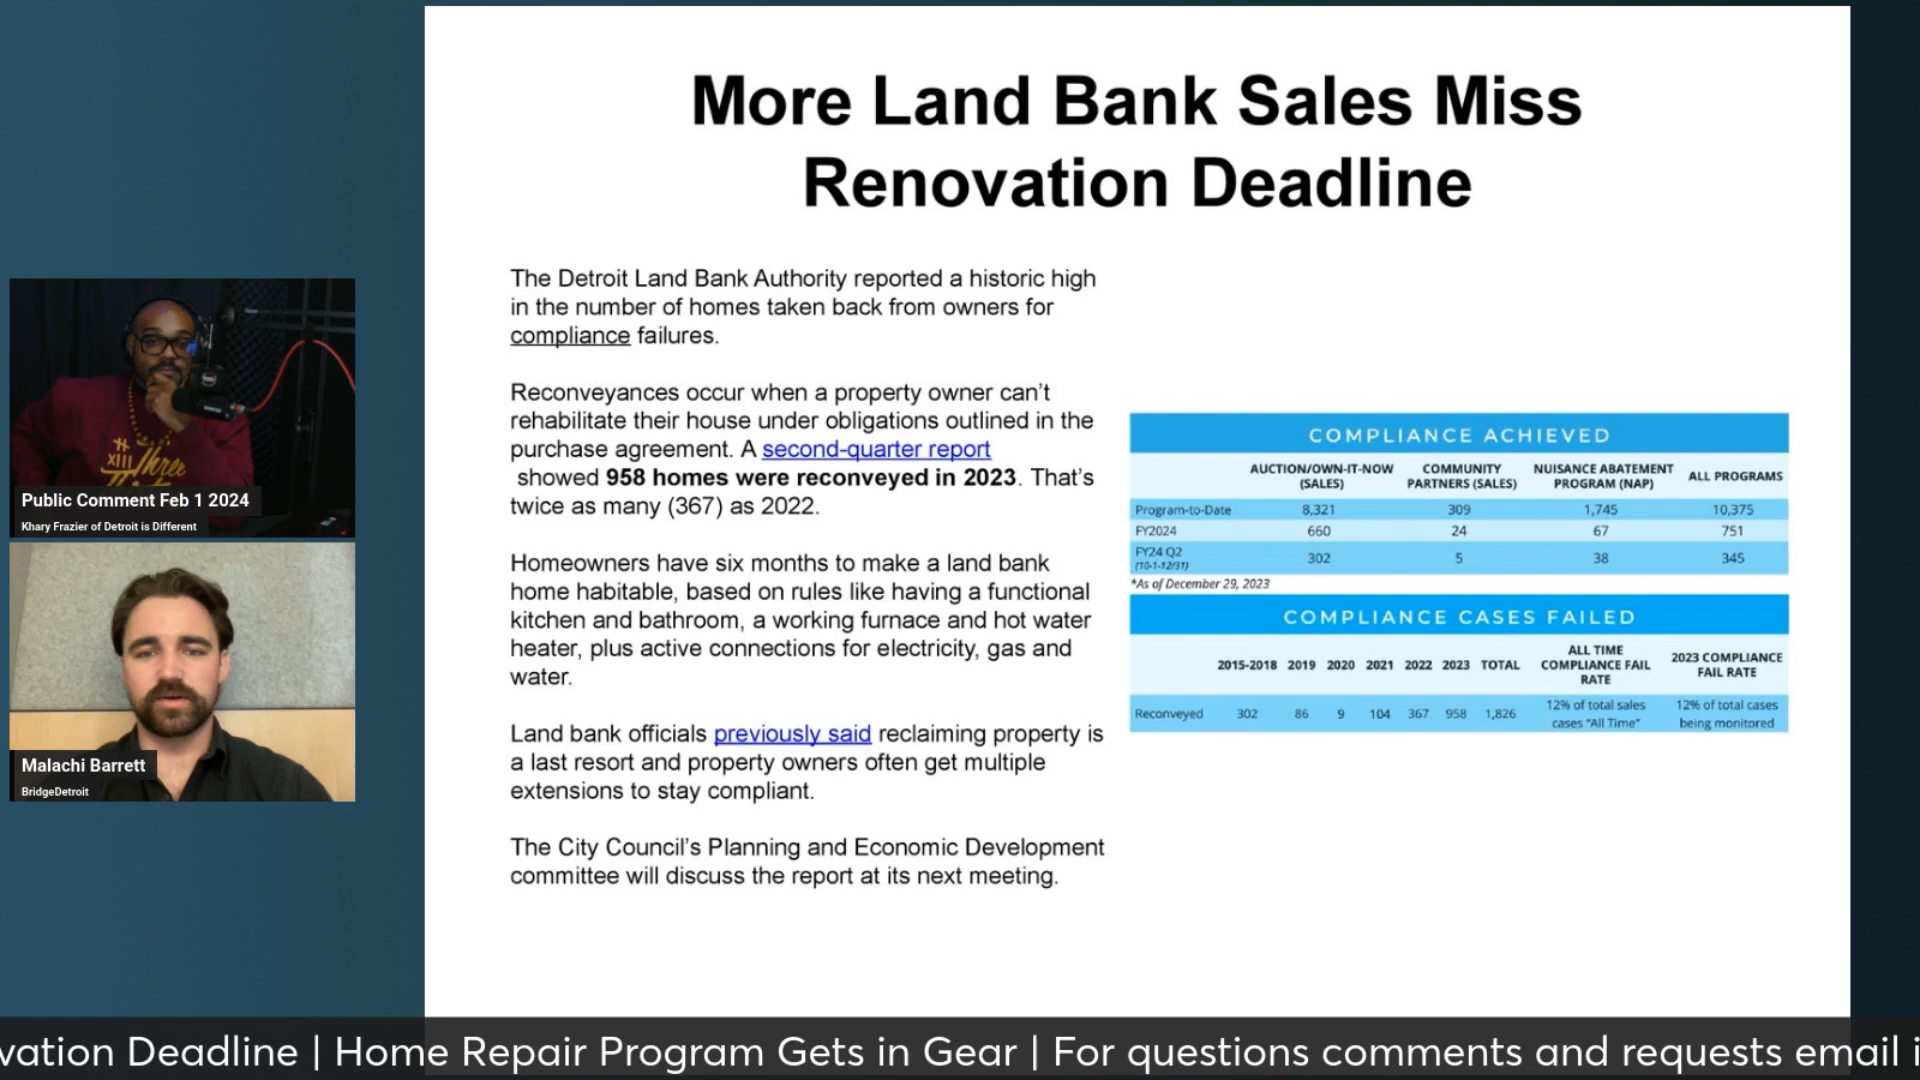 More Land Bank Sales Miss
Renovation Deadline
The Detroit Land Bank Authority reported a historic high
in the number of homes taken back from owners for
compliance failures.
Reconveyances occur when a property owner can't
rehabilitate their house under obligations outlined in the
purchase agreement. A second-quarter report
showed 958 homes were reconveyed in 2023. That's
twice as many (367) as 2022.
Homeowners have six months to make a land bank
home habitable, based on rules like having a functional
kitchen and bathroom, a working furnace and hot water
heater, plus active connections for electricity, gas and
water.
Land bank officials previously said reclaiming property is
a last resort and property owners often get multiple
extensions to stay compliant.
The City Council's Planning and Economic Development
committee will discuss the report at its next meeting.
COMPLIANCE ACHIEVED
AUCTION/OWN-IT-NOW (SALES) COMMUNITY PARTNERS (SALES) NUISANCE ABATEMENT PROGRAM (NAP) ALL PROGRAMS
Program-to-Date 8,321 309 1,745 10,375
FY2024 660 24 67 751
FY24 Q2 (10-1-12/31) 302 5 38 345
*As of December 29, 2023
COMPLIANCE CASES FAILED
2015-2018 2019 2020 2021 2022 2023 TOTAL ALL TIME COMPLIANCE FAIL RATE 2023 COMPLIANCE FAIL RATE
Reconveyed 302 86 9 104 367 958 1,826 12% of total sales cases "All Time" 12% of total cases being monitored
XIII Three
Public Comment Feb 1 2024
Khary Frazier of Detroit is Different
Malachi Barrett
BridgeDetroit
vation Deadline | Home Repair Program Gets in Gear | For questions comments and requests email i